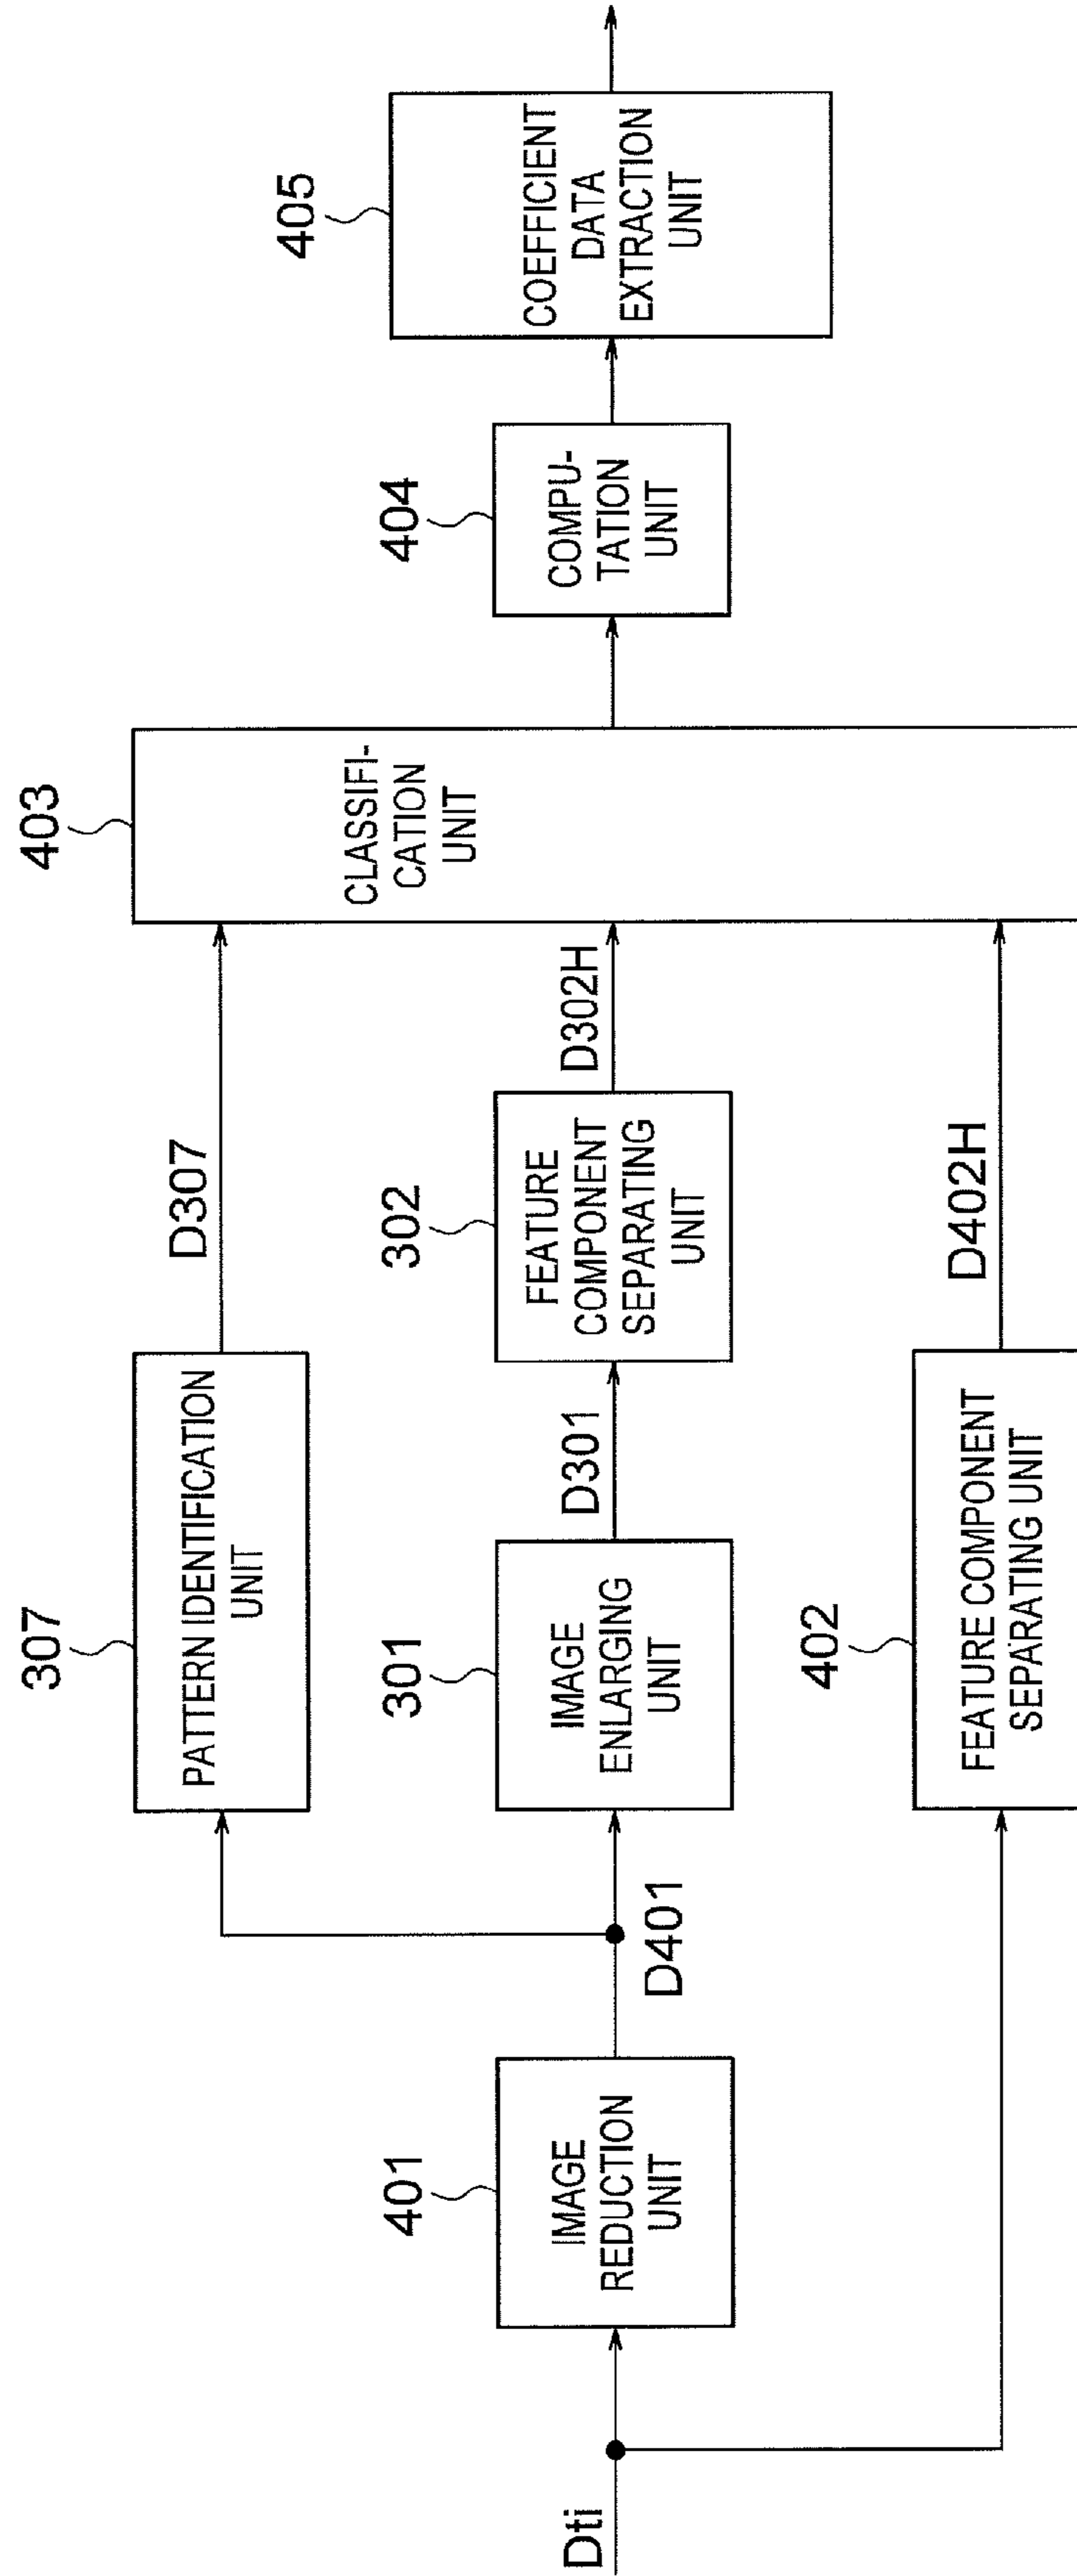 Dti
401
IMAGE
REDUCTION
UNIT
D401
307
PATTERN IDENTIFICATION
UNIT
D307
301
IMAGE
ENLARGING
UNIT
D301
302
FEATURE
COMPONENT
SEPARATING
UNIT
D302H
402
FEATURE COMPONENT
SEPARATING UNIT
D402H
403
CLASSIFI-
CATION
UNIT
404
COMPU-
TATION
UNIT
405
COEFFICIENT
DATA
EXTRACTION
UNIT